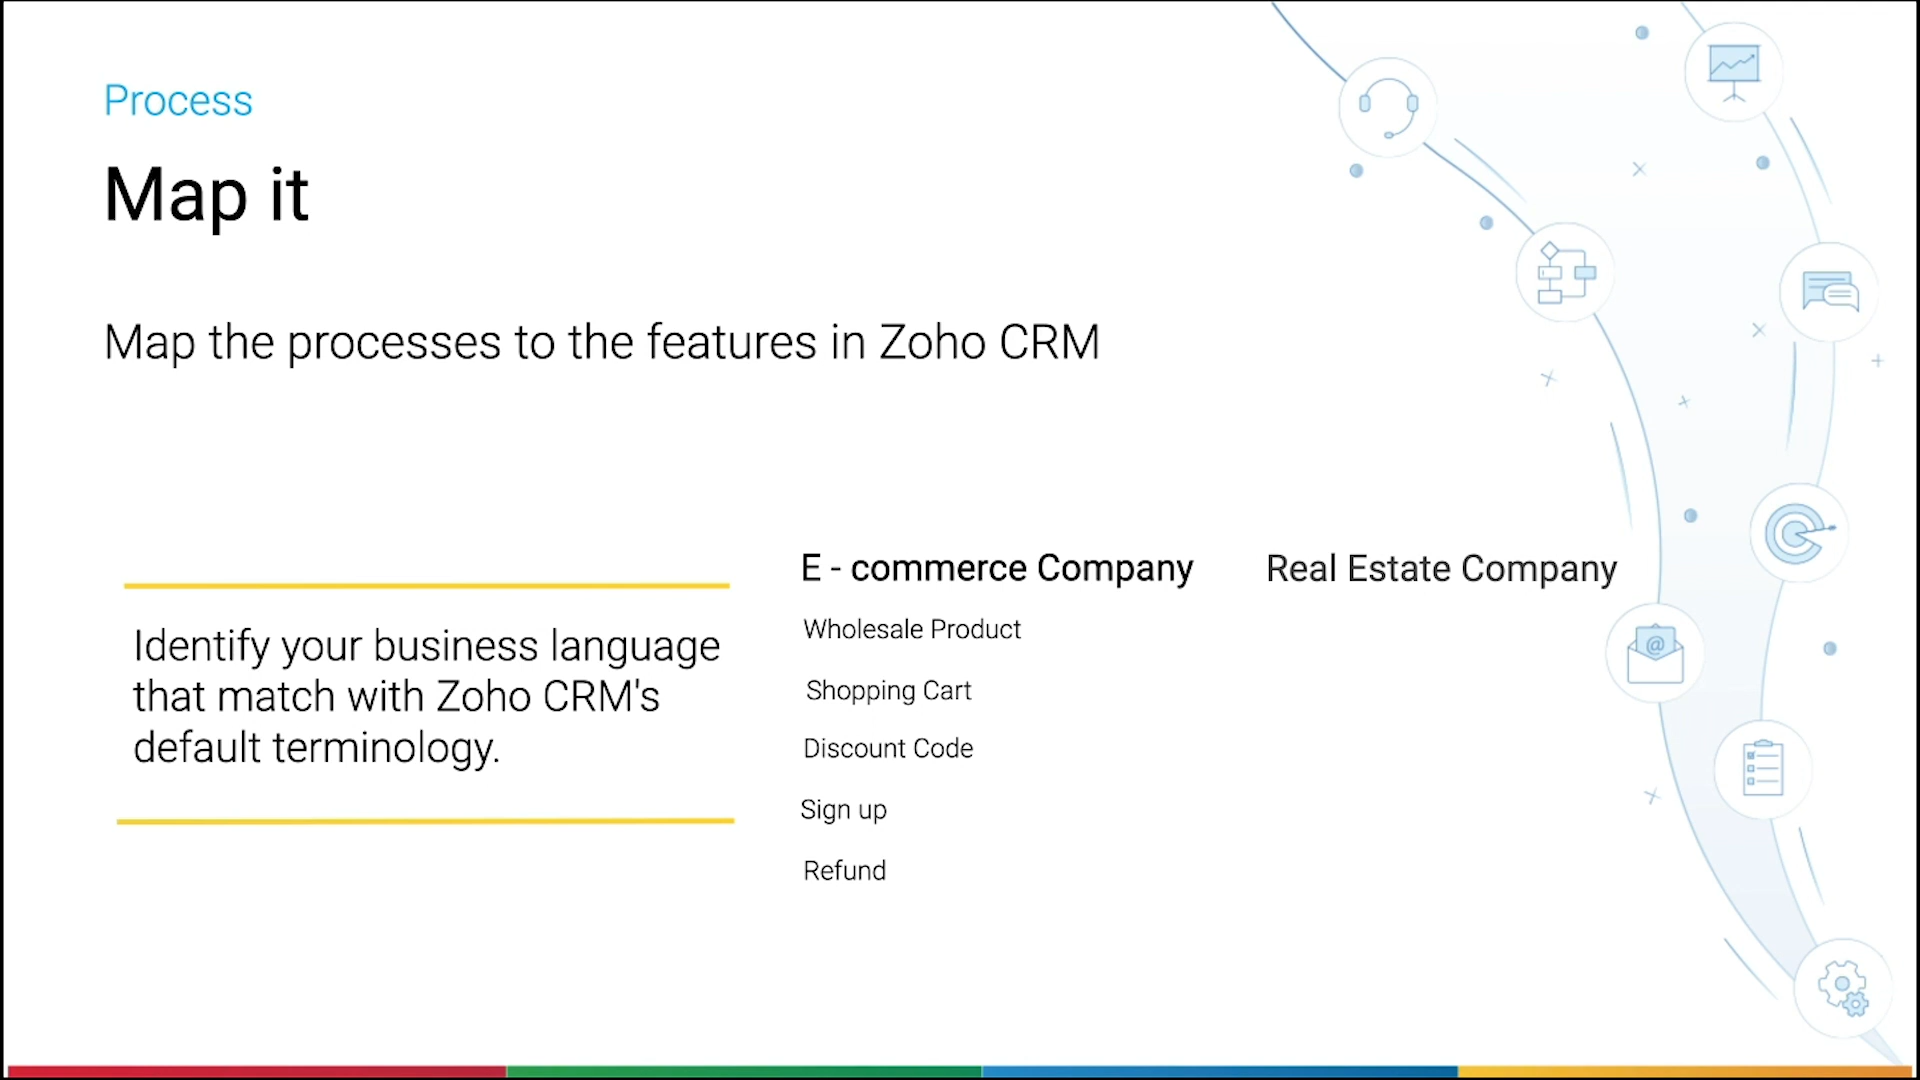 Process
Map it
Map the processes to the features in Zoho CRM
Identify your business language
that match with Zoho CRM's
default terminology.
E - commerce Company
Wholesale Product
Shopping Cart
Discount Code
Sign up
Refund
Real Estate Company
@